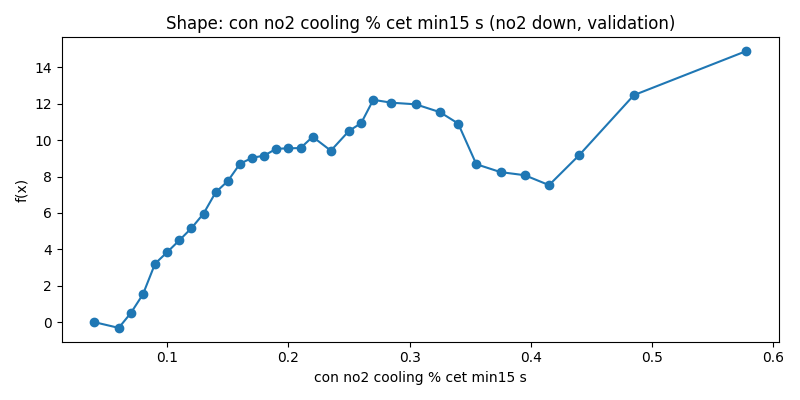 Shape: con no2 cooling % cet min15 s (no2 down, validation)
f(x)
14
12
10
8
6
4
2
0
0.1 0.2 0.3 0.4 0.5 0.6
con no2 cooling % cet min15 s